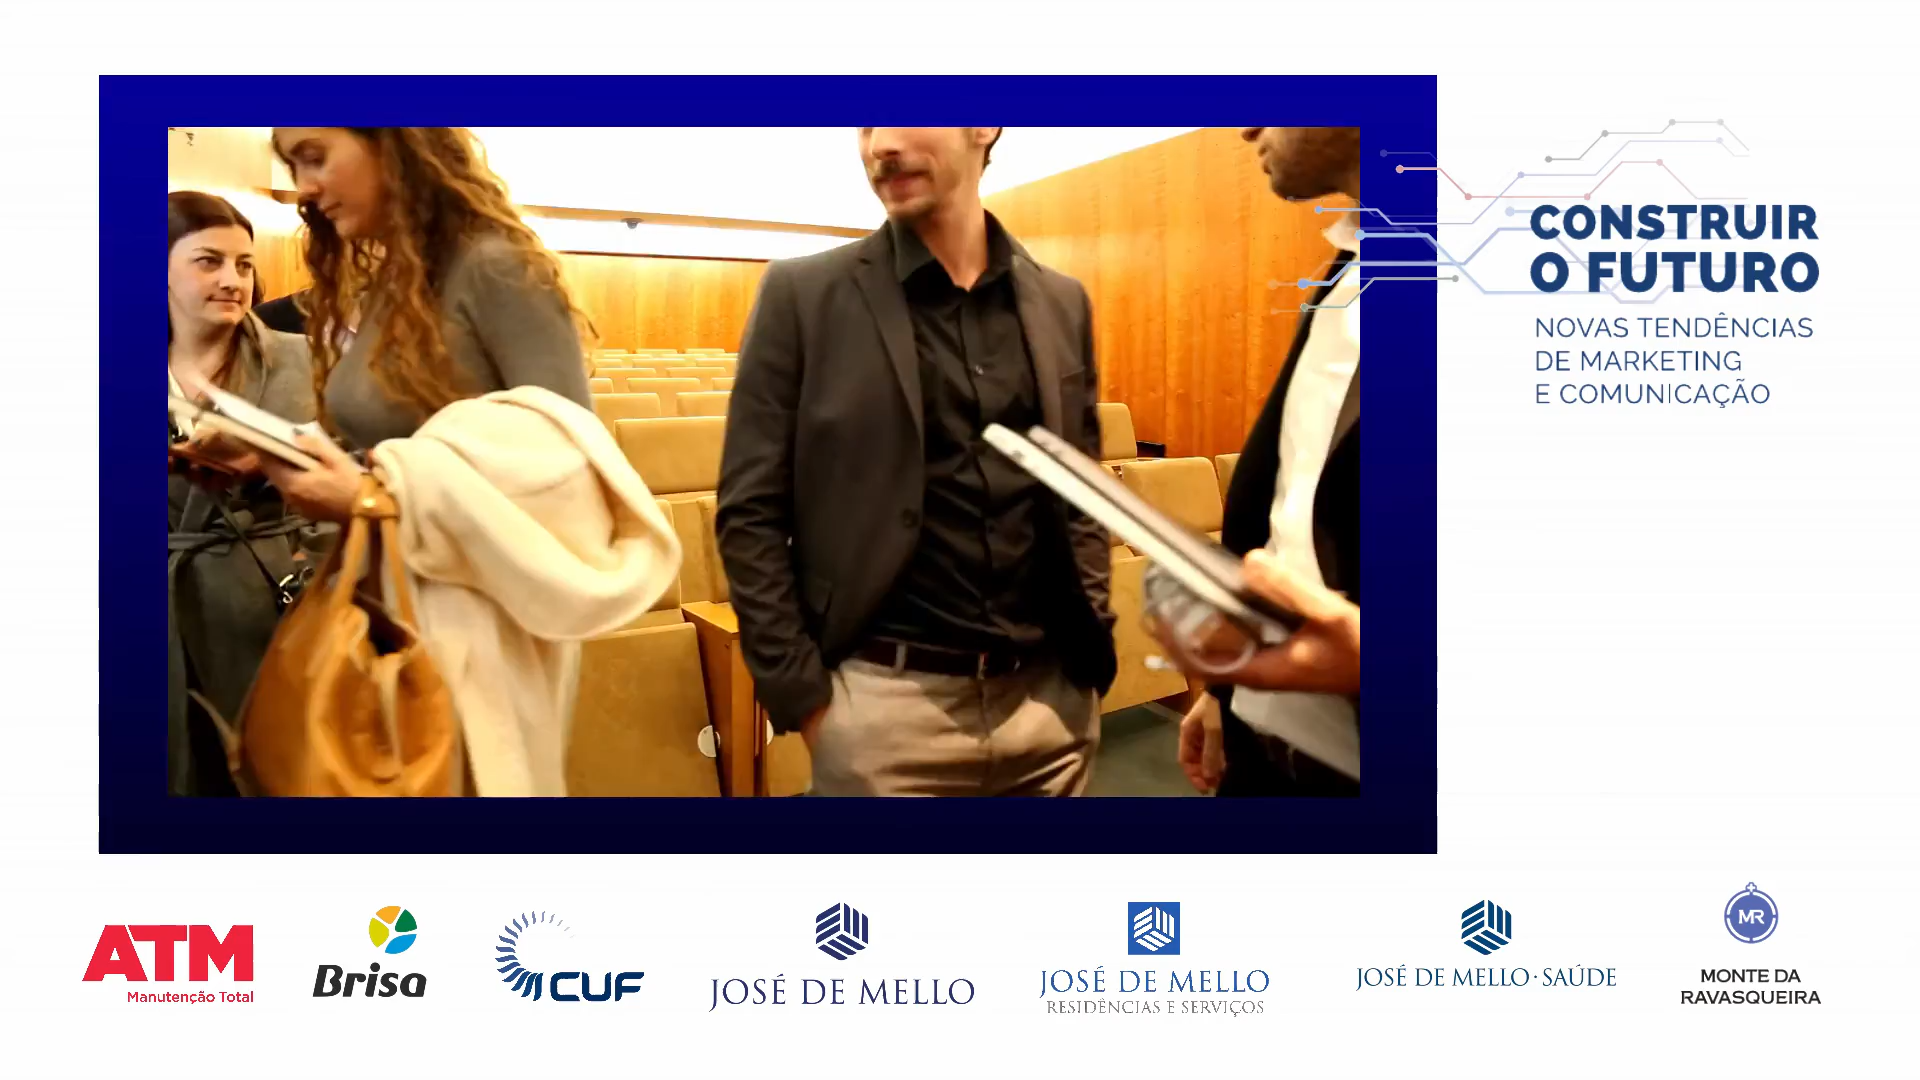 CONSTRUIR
O FUTURO
NOVAS TENDÊNCIAS
DE MARKETING
E COMUNICAÇÃO
ATM
Manutenção Total
Brisa
CUF
JOSÉ DE MELLO
JOSÉ DE MELLO
RESIDÊNCIAS E SERVIÇOS
JOSÉ DE MELLO·SAÚDE
MR
MONTE DA
RAVASQUEIRA